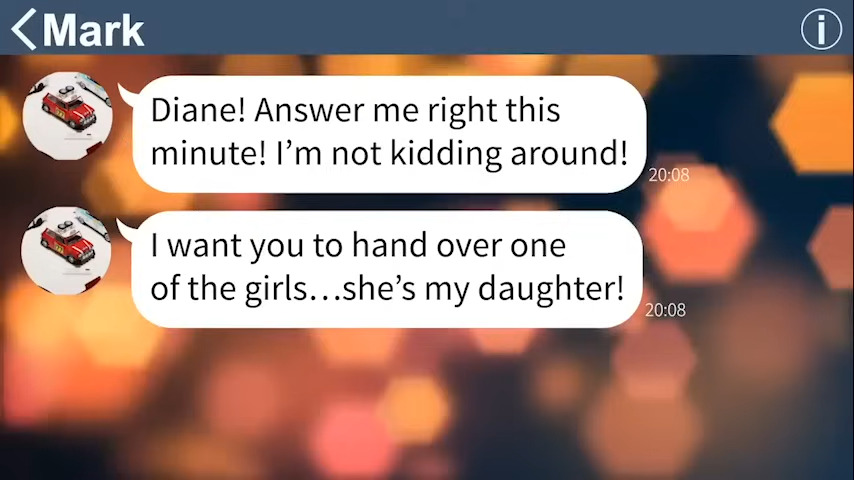 Mark
Diane! Answer me right this
minute! I’m not kidding around!
20:08
I want you to hand over one
of the girls…she’s my daughter!
20:08